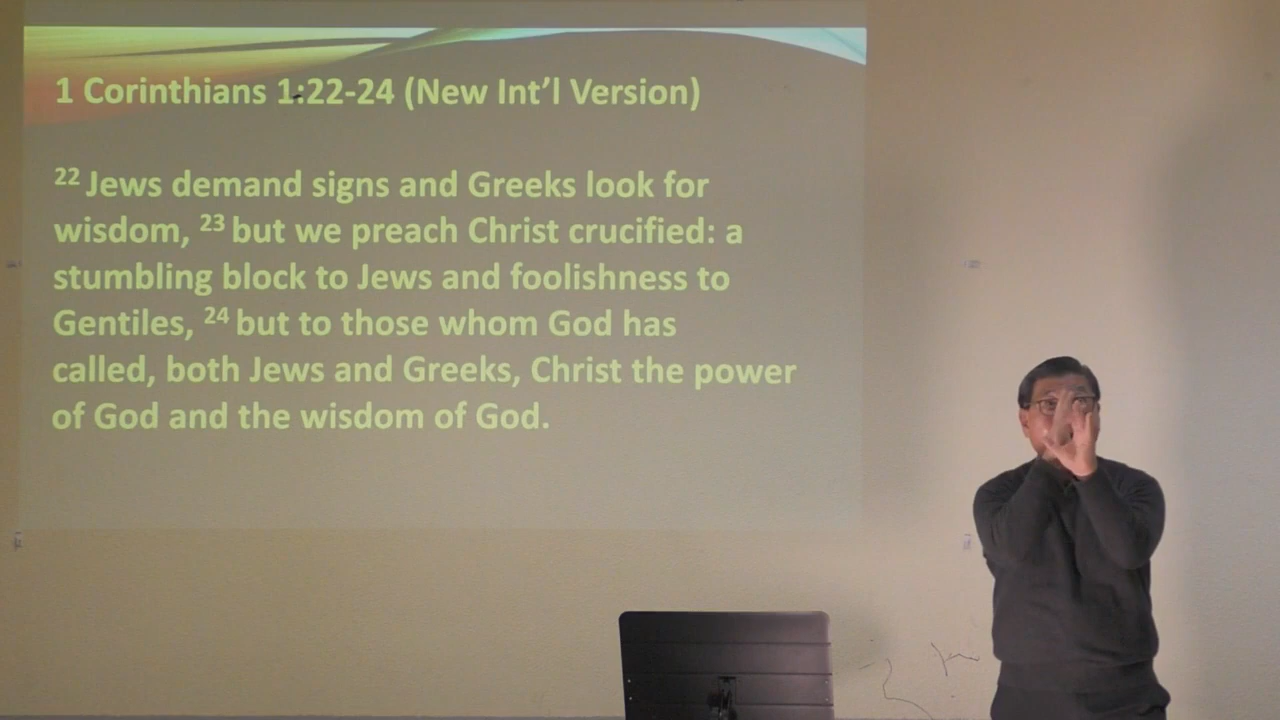 1 Corinthians 1:22-24 (New Int’l Version)
22 Jews demand signs and Greeks look for
wisdom, 23 but we preach Christ crucified: a
stumbling block to Jews and foolishness to
Gentiles, 24 but to those whom God has
called, both Jews and Greeks, Christ the power
of God and the wisdom of God.